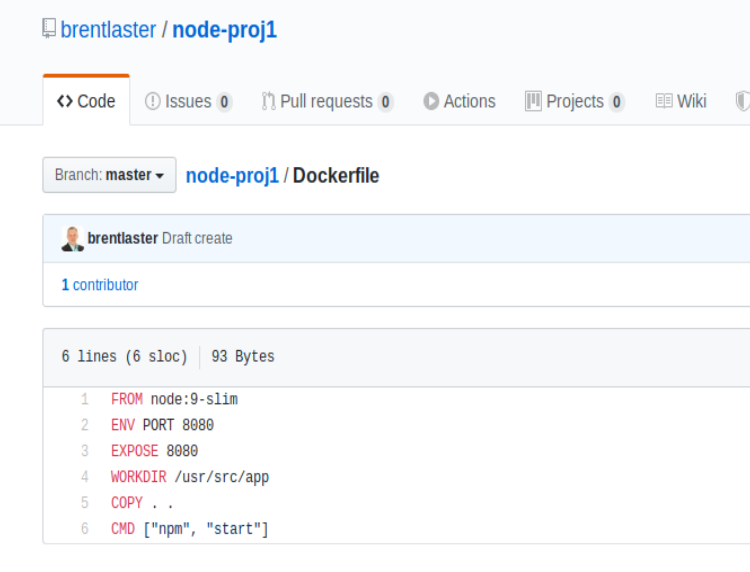 brentlaster / node-proj1
<> Code Issues 0 Pull requests 0 Actions Projects 0 Wiki
Branch: master node-proj1 / Dockerfile
brentlaster Draft create
1 contributor
6 lines (6 sloc) 93 Bytes
1 FROM node:9-slim
2 ENV PORT 8080
3 EXPOSE 8080
4 WORKDIR /usr/src/app
5 COPY . .
6 CMD ["npm", "start"]